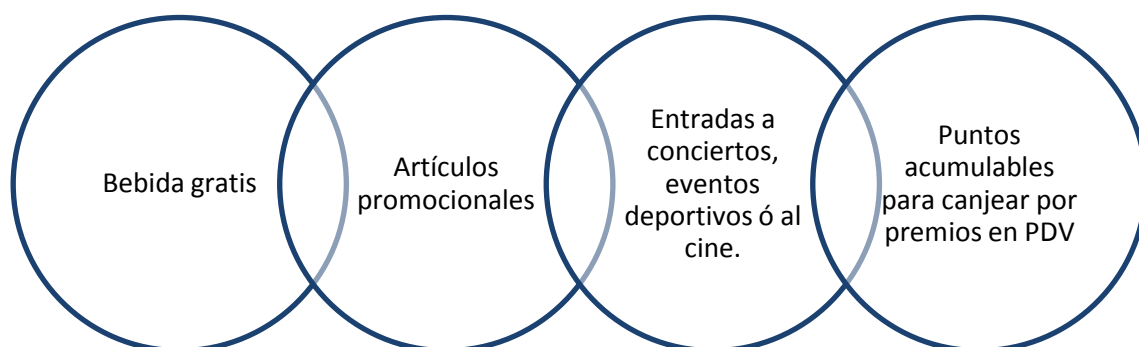 Bebida gratis
Artículos
promocionales
Entradas a
conciertos,
eventos
deportivos ó al
cine.
Puntos
acumulables
para canjear por
premios en PDV